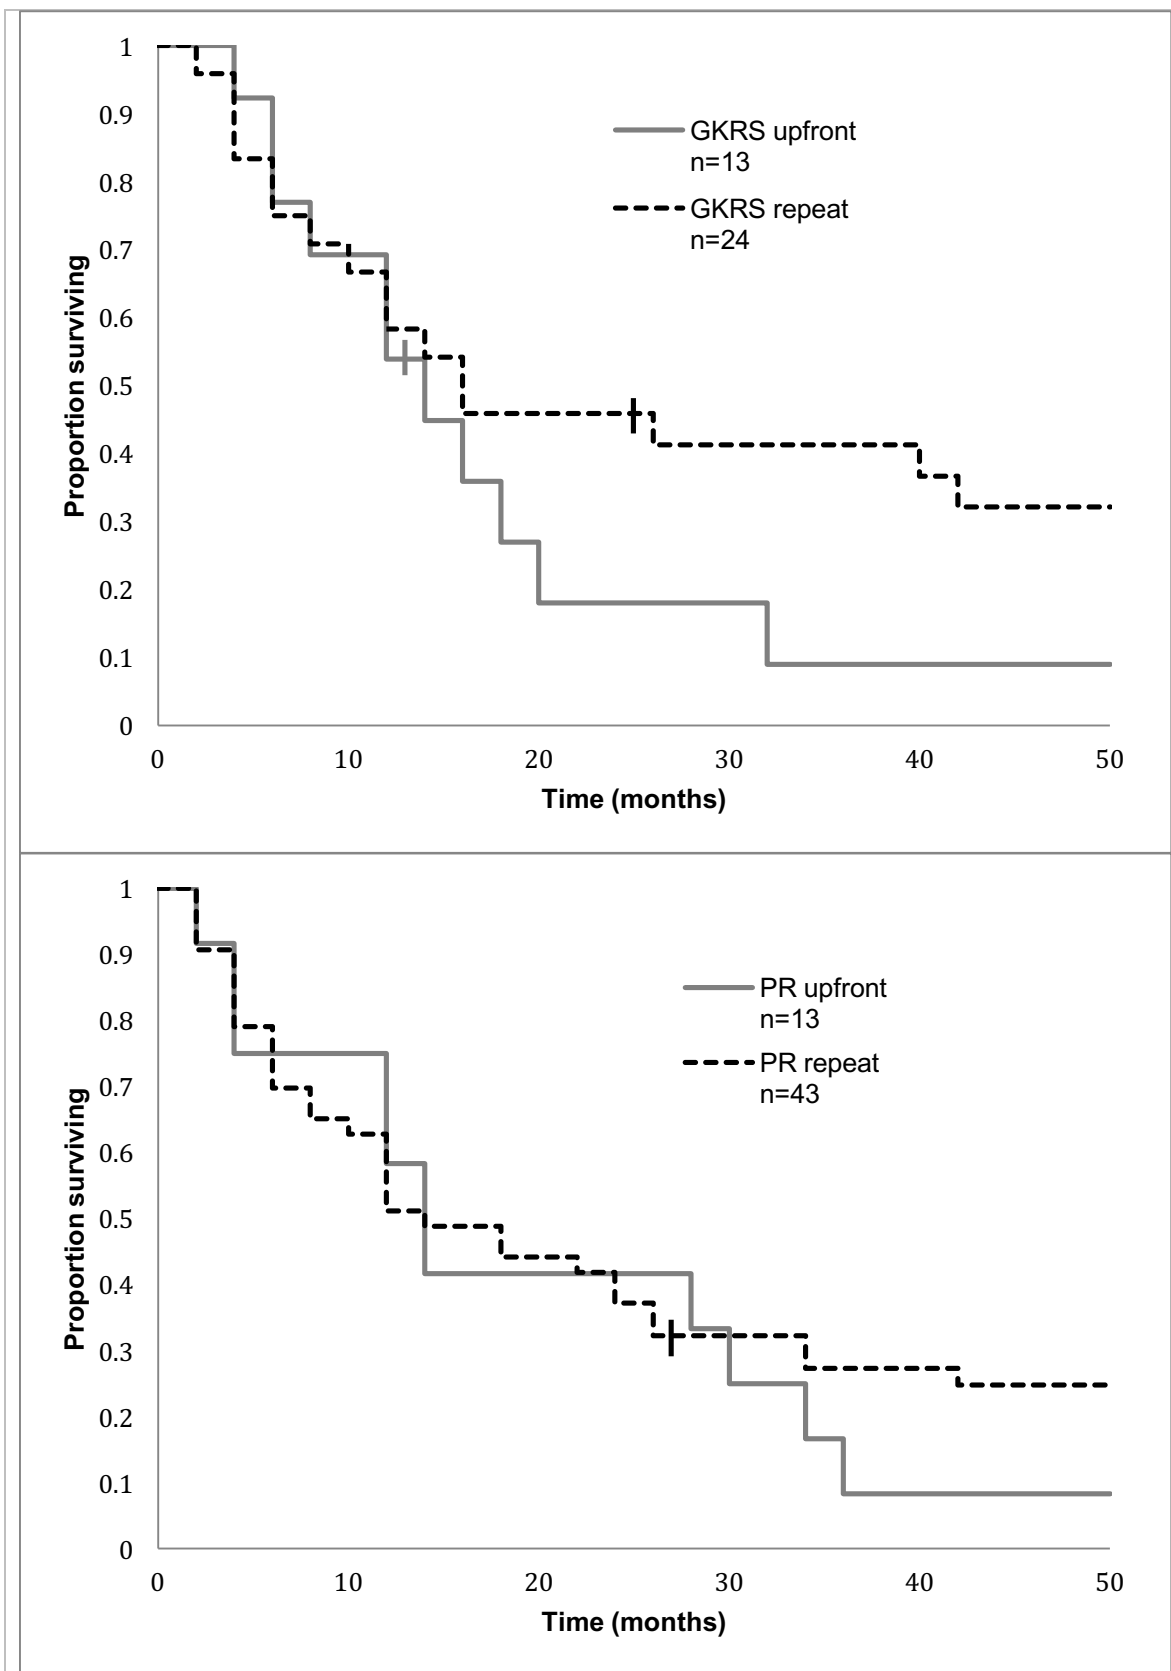 1
0.9
0.8
0.7
0.6
0.5
0.4
0.3
0.2
0.1
0
Proportion surviving
GKRS upfront
n=13
GKRS repeat
n=24
0 10 20 30 40 50
Time (months)
1
0.9
0.8
0.7
0.6
0.5
0.4
0.3
0.2
0.1
0
Proportion surviving
PR upfront
n=13
PR repeat
n=43
0 10 20 30 40 50
Time (months)